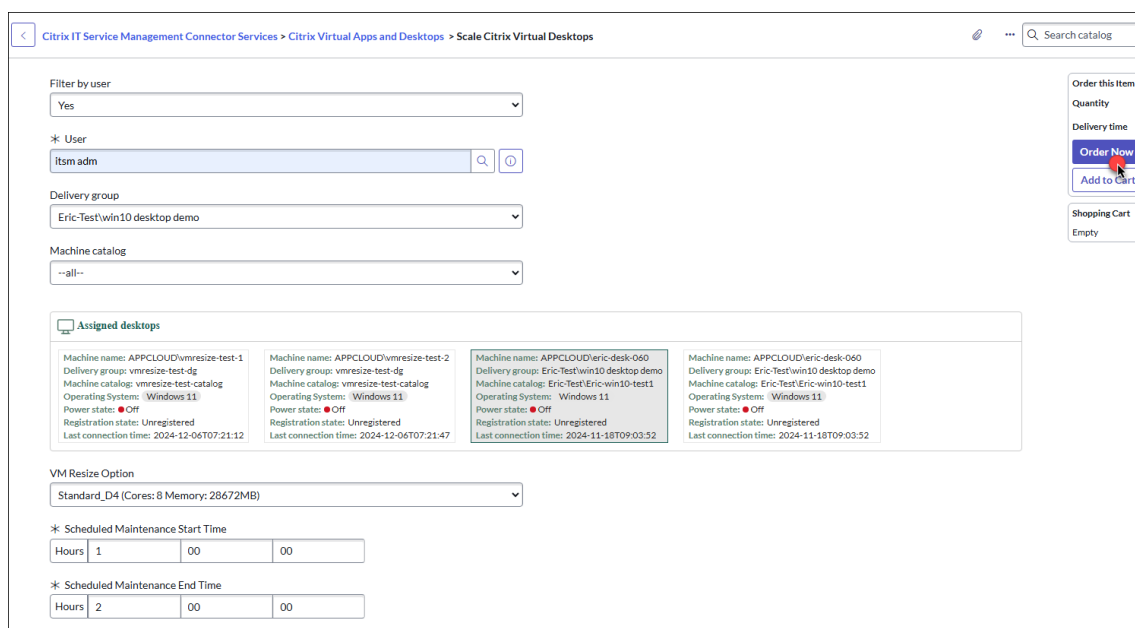 Citrix IT Service Management Connector Services > Citrix Virtual Apps and Desktops > Scale Citrix Virtual Desktops
Search catalog
Filter by user
Yes
User
itsm adm
Delivery group
Eric-Test\win10 desktop demo
Machine catalog
--all--
Assigned desktops
Machine name: APPCLOUD\vmresize-test-1
Delivery group: vmresize-test-dg
Machine catalog: vmresize-test-catalog
Operating System: Windows 11
Power state: Off
Registration state: Unregistered
Last connection time: 2024-12-06T07:21:12
Machine name: APPCLOUD\vmresize-test-2
Delivery group: vmresize-test-dg
Machine catalog: vmresize-test-catalog
Operating System: Windows 11
Power state: Off
Registration state: Unregistered
Last connection time: 2024-12-06T07:21:47
Machine name: APPCLOUD\eric-desk-060
Delivery group: Eric-Test\win10 desktop demo
Machine catalog: Eric-Test\Eric-win10-test1
Operating System: Windows 11
Power state: Off
Registration state: Unregistered
Last connection time: 2024-11-18T09:03:52
Machine name: APPCLOUD\eric-desk-060
Delivery group: Eric-Test\win10 desktop demo
Machine catalog: Eric-Test\Eric-win10-test1
Operating System: Windows 11
Power state: Off
Registration state: Unregistered
Last connection time: 2024-11-18T09:03:52
VM Resize Option
Standard_D4 (Cores: 8 Memory: 28672MB)
Scheduled Maintenance Start Time
Hours 1 00 00
Scheduled Maintenance End Time
Hours 2 00 00
Order this Item
Quantity
Delivery time
Order Now
Add to Cart
Shopping Cart
Empty